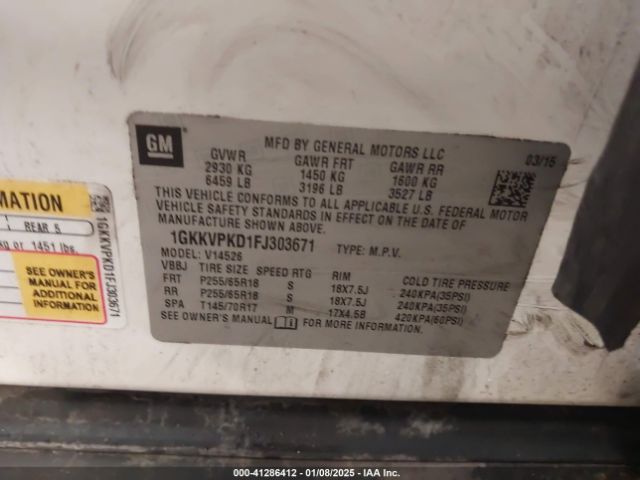 GM
MFD BY GENERAL MOTORS LLC
03/15
GVWR GAWR FRT GAWR RR
2930 KG 1450 KG 1600 KG
6459 LB 3196 LB 3527 LB
THIS VEHICLE CONFORMS TO ALL APPLICABLE U.S. FEDERAL MOTOR
VEHICLE SAFETY STANDARDS IN EFFECT ON THE DATE OF
MANUFACTURE SHOWN ABOVE.
1GKKVPKD1FJ303671 TYPE: M.P.V.
MODEL: V14526
VBBJ TIRE SIZE SPEED RTG RIM COLD TIRE PRESSURE
FRT P255/65R18 S 18X7.5J 240KPA(35PSI)
RR P255/65R18 S 18X7.5J 240KPA(35PSI)
SPA T145/70R17 M 17X4.5B 420KPA(60PSI)
SEE OWNER'S MANUAL FOR MORE INFORMATION.
MATION
REAR 5
kg or 1451 lbs.
SEE OWNER'S
MANUAL FOR
ADDITIONAL
INFORMATION
1GKKVPKD1FJ303671
000-41286412 - 01/08/2025 - IAA Inc.